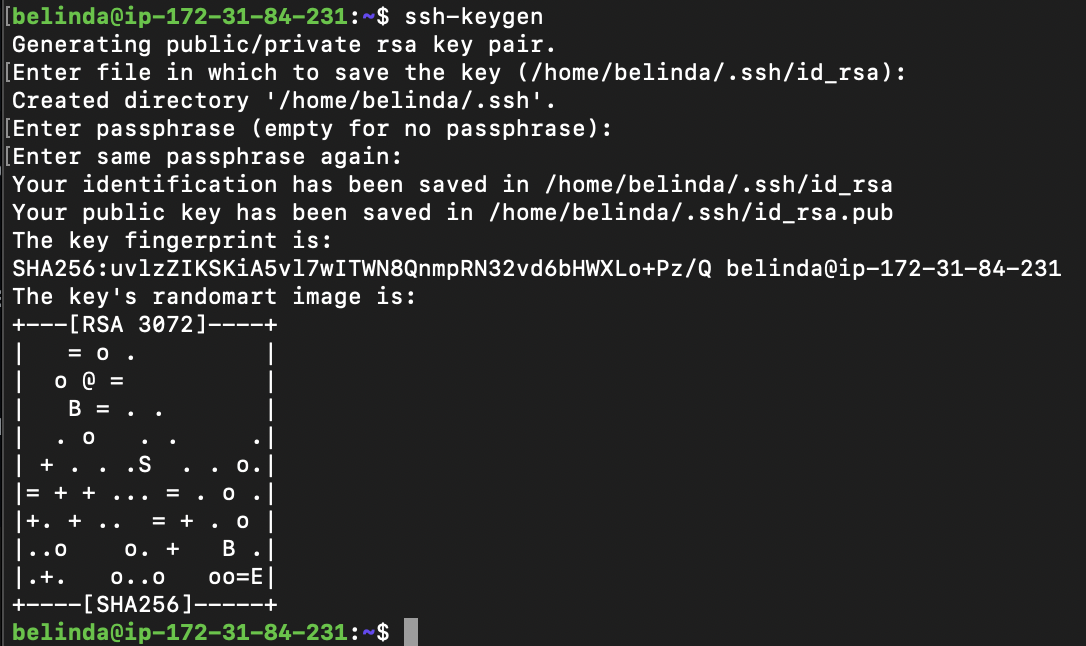 belinda@ip-172-31-84-231:~$ ssh-keygen
Generating public/private rsa key pair.
Enter file in which to save the key (/home/belinda/.ssh/id_rsa):
Created directory '/home/belinda/.ssh'.
Enter passphrase (empty for no passphrase):
Enter same passphrase again:
Your identification has been saved in /home/belinda/.ssh/id_rsa
Your public key has been saved in /home/belinda/.ssh/id_rsa.pub
The key fingerprint is:
SHA256:uvlzZIKSKiA5vl7wITWN8QnmpRN32vd6bHWXLo+Pz/Q belinda@ip-172-31-84-231
The key's randomart image is:
+---[RSA 3072]----+
|   = o .         |
|  o @ =          |
|   B = . .       |
|  . o   . .     .|
| + . . .S  . . o.|
|= + + ... = . o .|
|+. + ..  = + . o |
|..o    o. +   B .|
|.+.   o..o   oo=E|
+----[SHA256]-----+
belinda@ip-172-31-84-231:~$